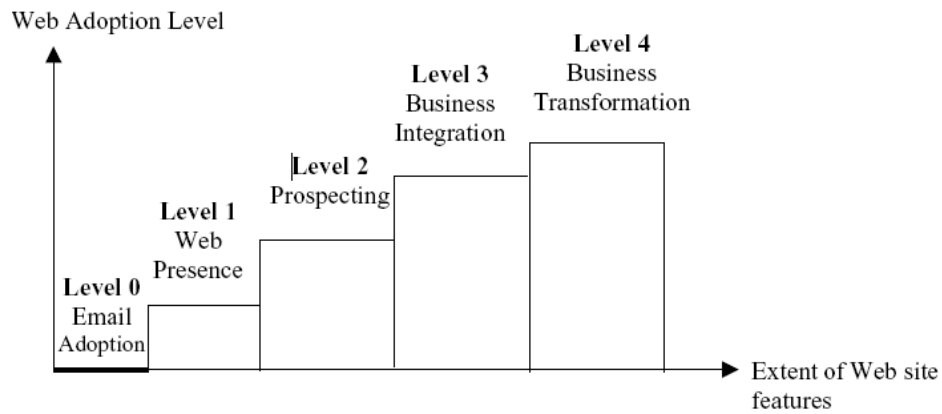 Web Adoption Level
Level 4
Business
Transformation
Level 3
Business
Integration
Level 2
Prospecting
Level 1
Web
Presence
Level 0
Email
Adoption
Extent of Web site
features